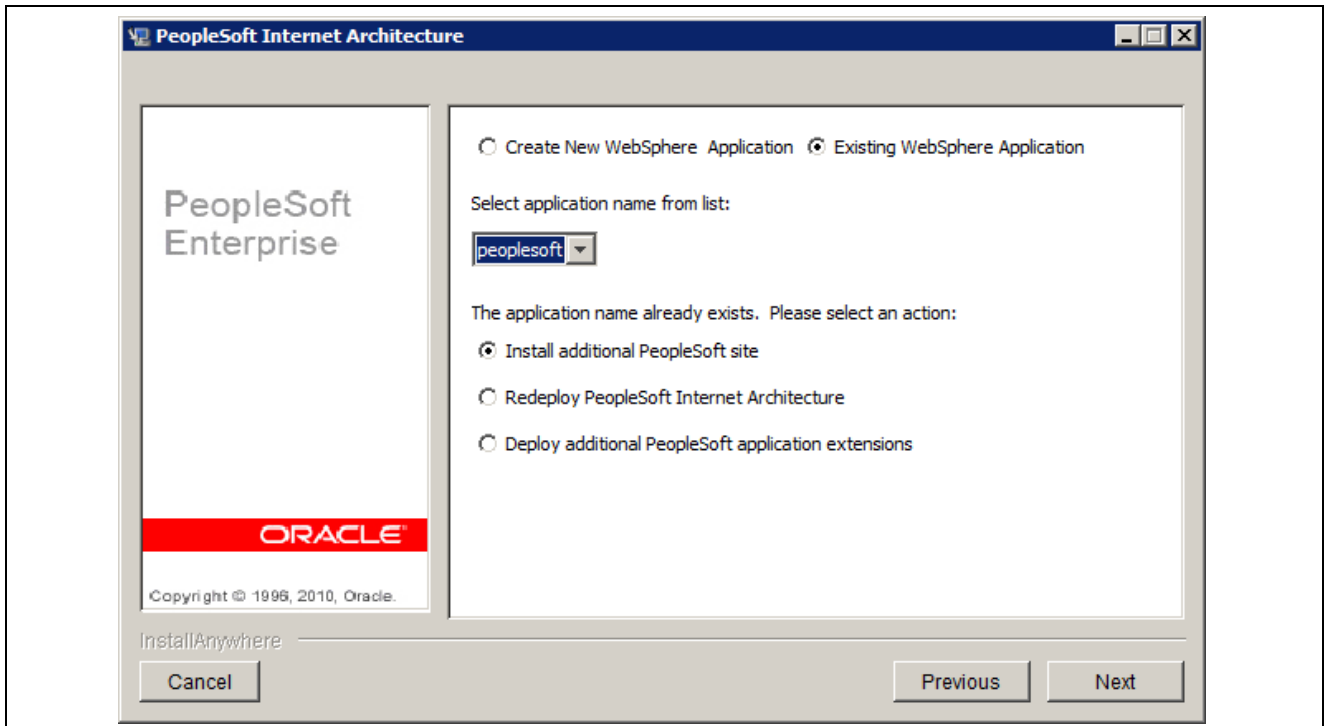 PeopleSoft Internet Architecture
PeopleSoft
Enterprise
ORACLE
Copyright © 1996, 2010, Oracle.
Create New WebSphere Application Existing WebSphere Application
Select application name from list:
peoplesoft
The application name already exists. Please select an action:
Install additional PeopleSoft site
Redeploy PeopleSoft Internet Architecture
Deploy additional PeopleSoft application extensions
InstallAnywhere
Cancel Previous Next